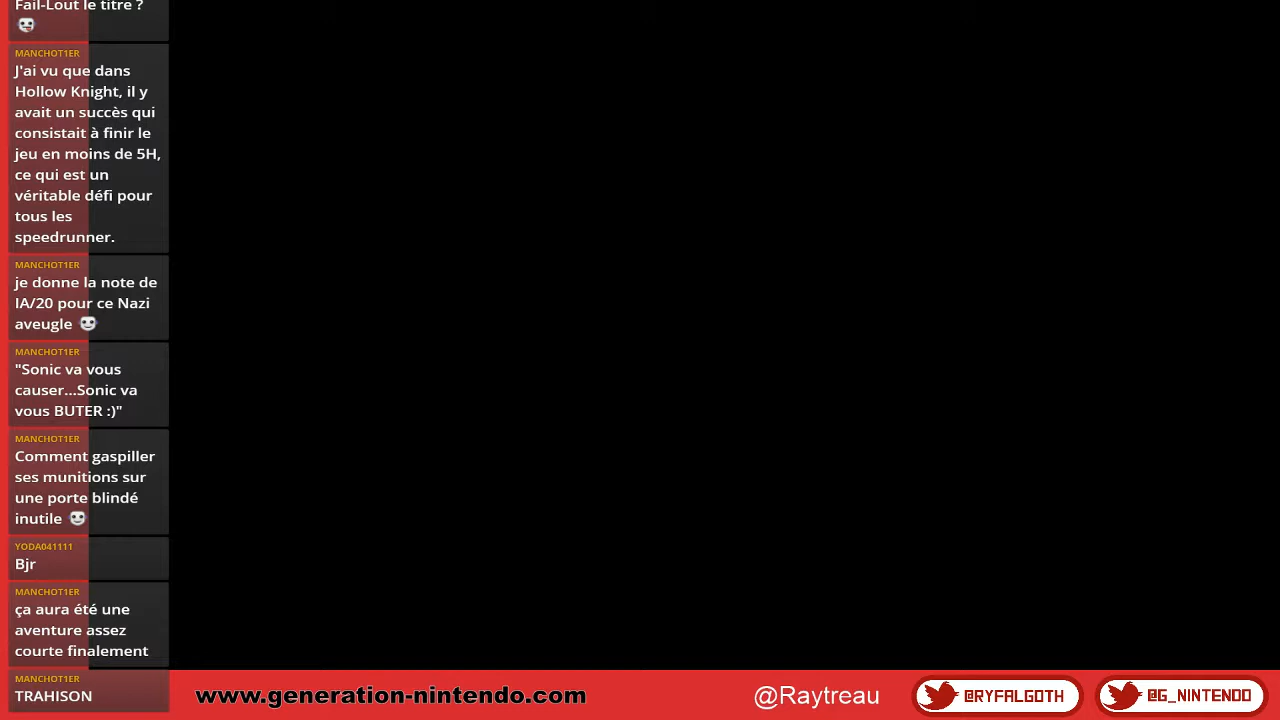 Fail-Lout le titre ?
MANCHOT1ER
J'ai vu que dans
Hollow Knight, il y
avait un succès qui
consistait à finir le
jeu en moins de 5H,
ce qui est un
véritable défi pour
tous les
speedrunner.
MANCHOT1ER
je donne la note de
IA/20 pour ce Nazi
aveugle
MANCHOT1ER
"Sonic va vous
causer...Sonic va
vous BUTER :)"
MANCHOT1ER
Comment gaspiller
ses munitions sur
une porte blindé
inutile
YODA041111
Bjr
MANCHOT1ER
ça aura été une
aventure assez
courte finalement
MANCHOT1ER
TRAHISON
www.generation-nintendo.com
@Raytreau
@RYFALGOTH
@G_NINTENDO